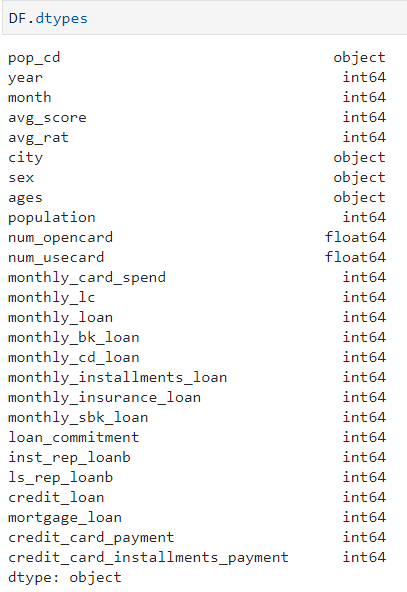 DF.dtypes
pop_cd object
year int64
month int64
avg_score int64
avg_rat int64
city object
sex object
ages object
population int64
num_opencard float64
num_usecard float64
monthly_card_spend int64
monthly_lc int64
monthly_loan int64
monthly_bk_loan int64
monthly_cd_loan int64
monthly_installments_loan int64
monthly_insurance_loan int64
monthly_sbk_loan int64
loan_commitment int64
inst_rep_loanb int64
ls_rep_loanb int64
credit_loan int64
mortgage_loan int64
credit_card_payment int64
credit_card_installments_payment int64
dtype: object